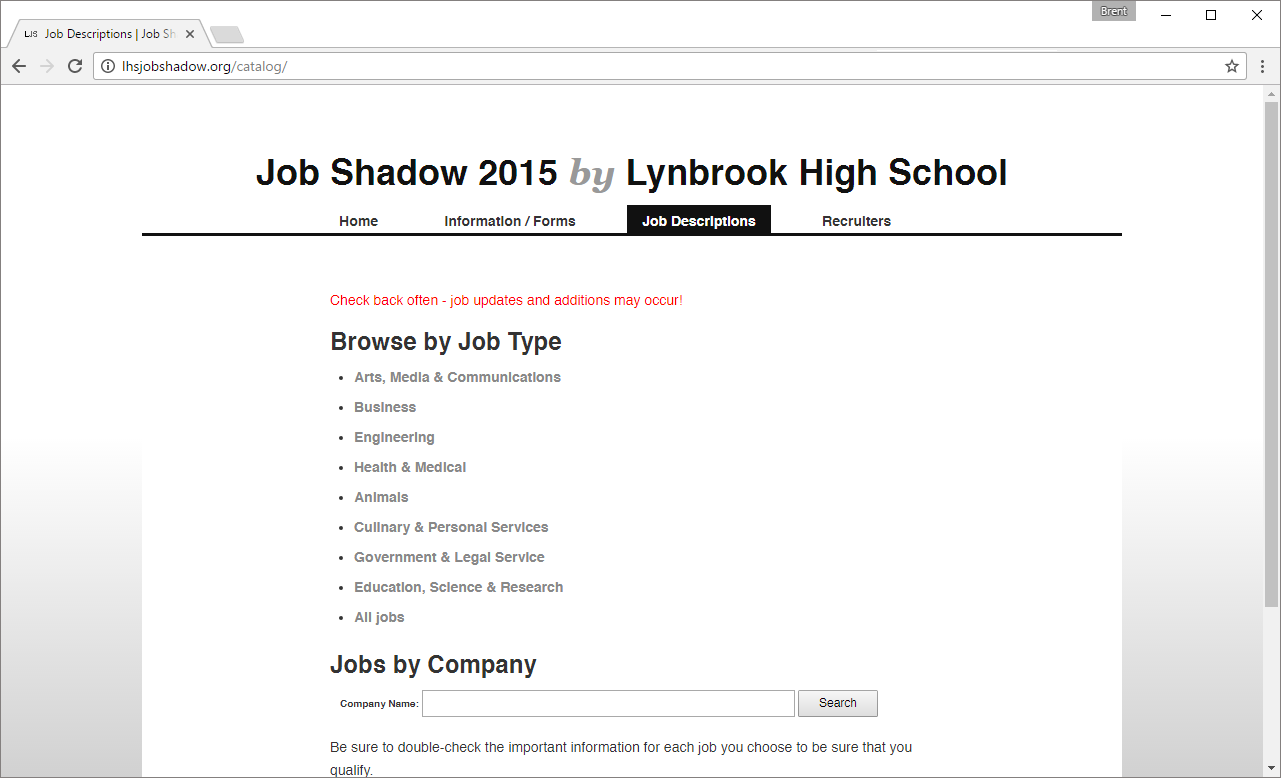 Brent
LJS Job Descriptions | Job Sh
lhsjobshadow.org/catalog/
Job Shadow 2015 by Lynbrook High School
Home Information / Forms Job Descriptions Recruiters
Check back often - job updates and additions may occur!
Browse by Job Type
• Arts, Media & Communications
• Business
• Engineering
• Health & Medical
• Animals
• Culinary & Personal Services
• Government & Legal Service
• Education, Science & Research
• All jobs
Jobs by Company
Company Name: Search
Be sure to double-check the important information for each job you choose to be sure that you
qualify.